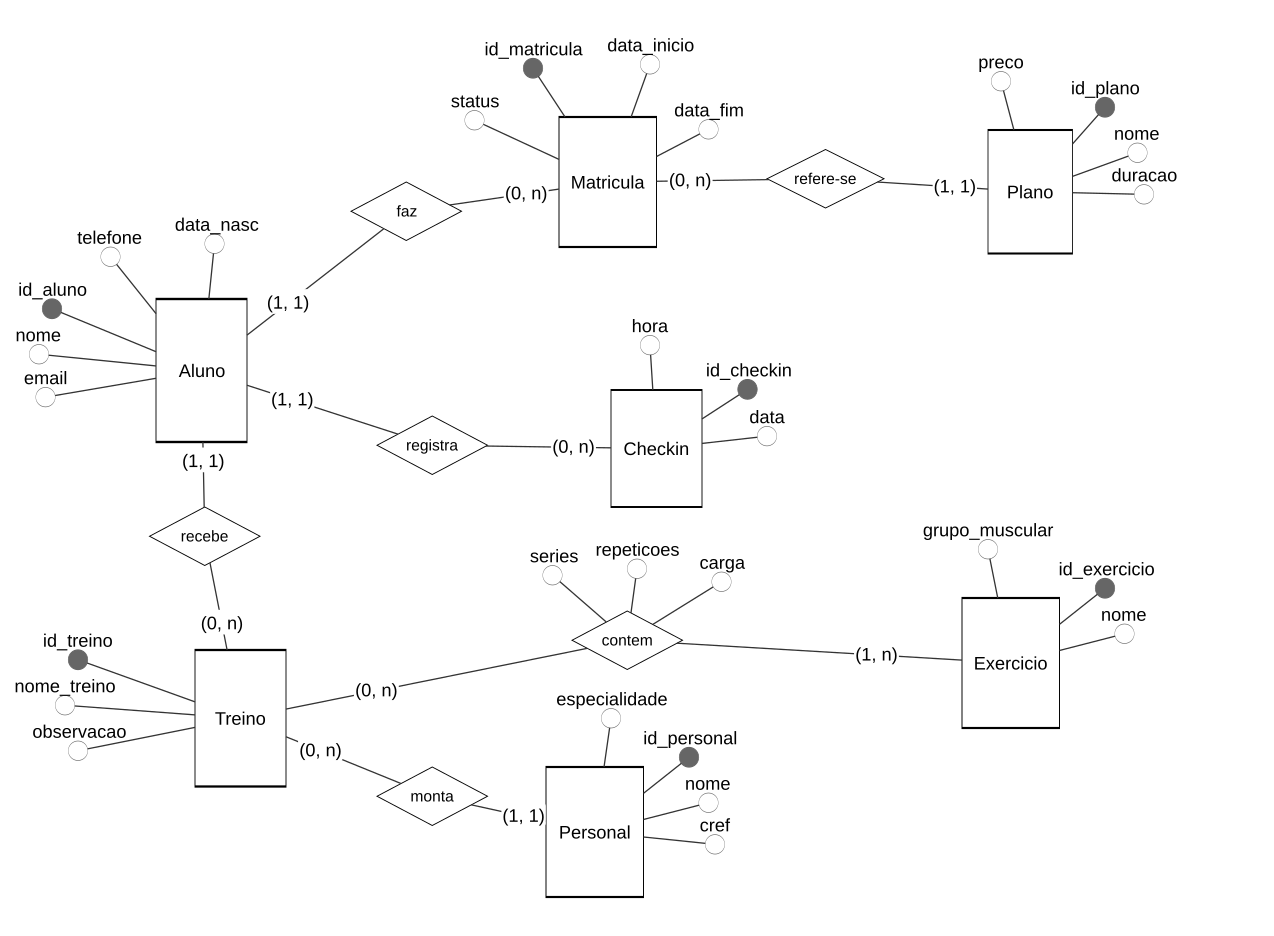 id_matricula
data_inicio
status
data_fim
Matricula
(0, n)
refere-se
(1, 1)
preco
id_plano
nome
duracao
Plano
faz
(0, n)
(1, 1)
telefone
data_nasc
id_aluno
nome
email
Aluno
(1, 1)
registra
(0, n)
hora
id_checkin
data
Checkin
(1, 1)
recebe
(0, n)
id_treino
nome_treino
observacao
Treino
(0, n)
series
repeticoes
carga
contem
(1, n)
grupo_muscular
id_exercicio
nome
Exercicio
(0, n)
monta
(1, 1)
especialidade
id_personal
nome
cref
Personal